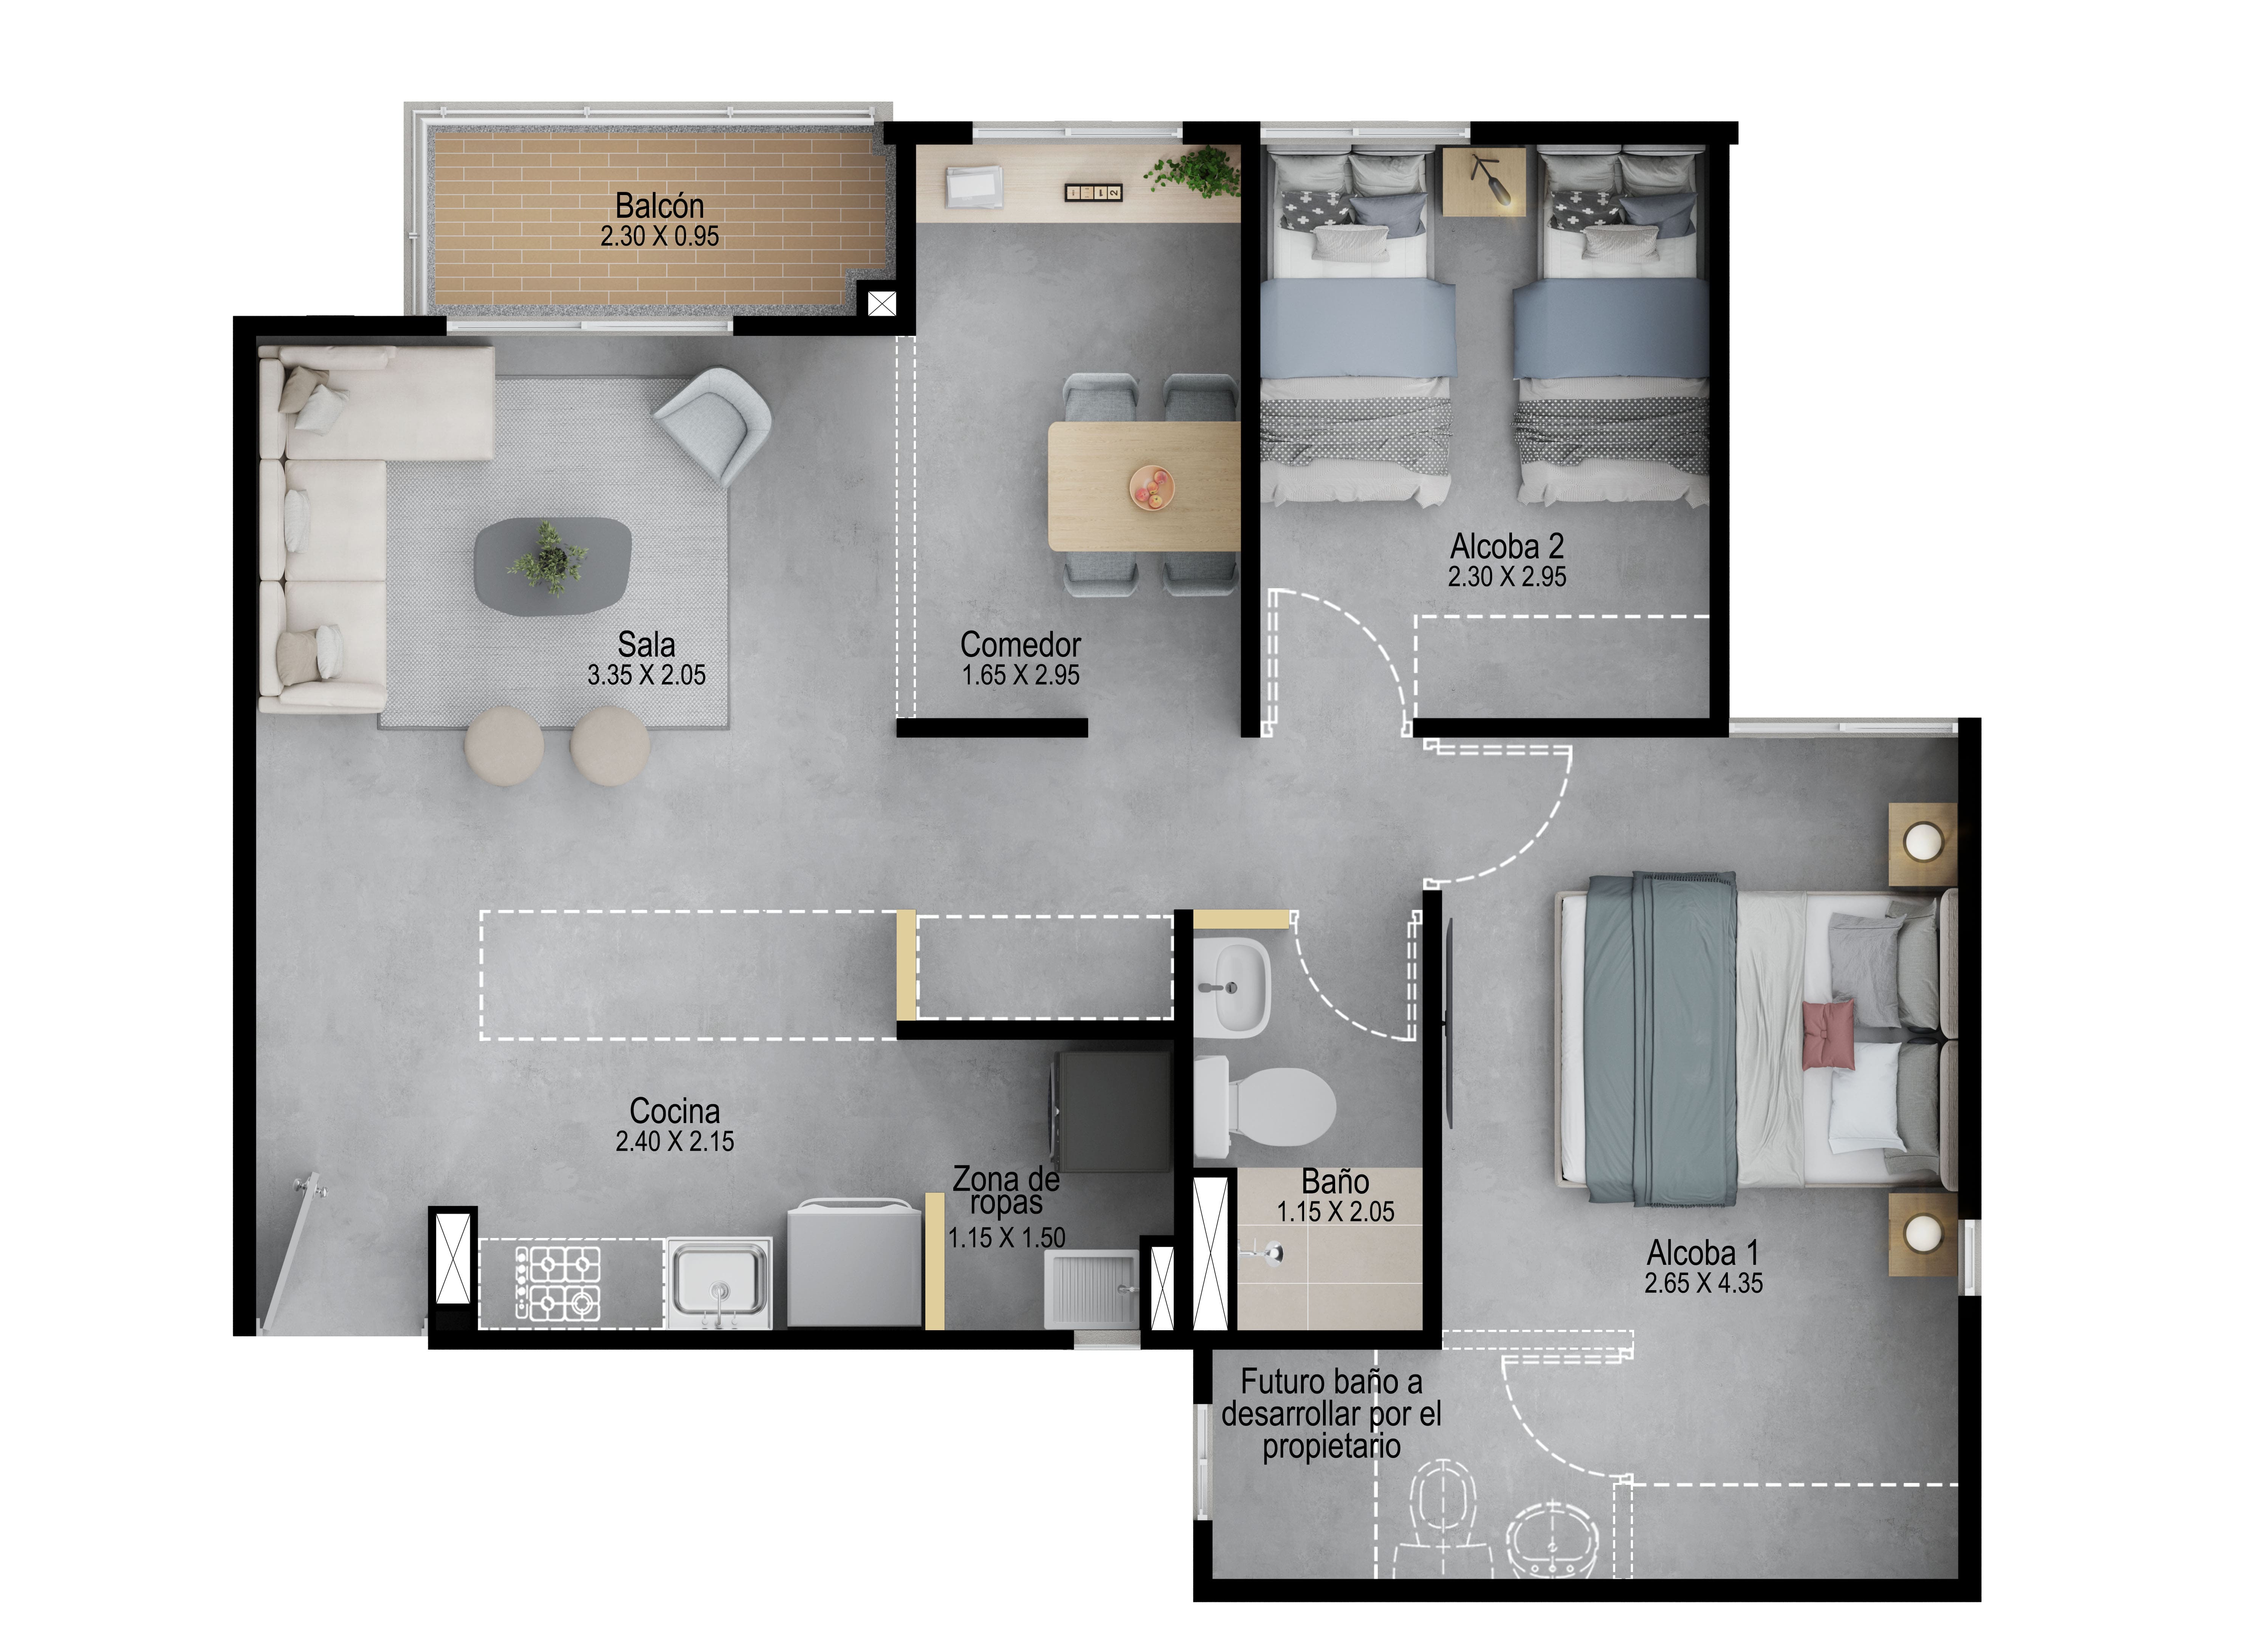 Balcón
2.30 X 0.95
Alcoba 2
2.30 X 2.95
Sala
3.35 X 2.05
Comedor
1.65 X 2.95
Cocina
2.40 X 2.15
Zona de
ropas
1.15 X 1.50
Baño
1.15 X 2.05
Alcoba 1
2.65 X 4.35
Futuro baño a
desarrollar por el
propietario